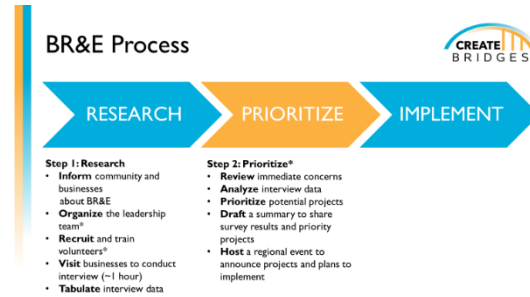 BR&E Process
CREATE
BRIDGES
RESEARCH
PRIORITIZE
IMPLEMENT
Step 1: Research
• Inform community and
businesses
about BR&E
• Organize the leadership
team*
• Recruit and train
volunteers*
• Visit businesses to conduct
interview (~1 hour)
• Tabulate interview data
Step 2: Prioritize*
• Review immediate concerns
• Analyze interview data
• Prioritize potential projects
• Draft a summary to share
survey results and priority
projects
• Host a regional event to
announce projects and plans to
implement